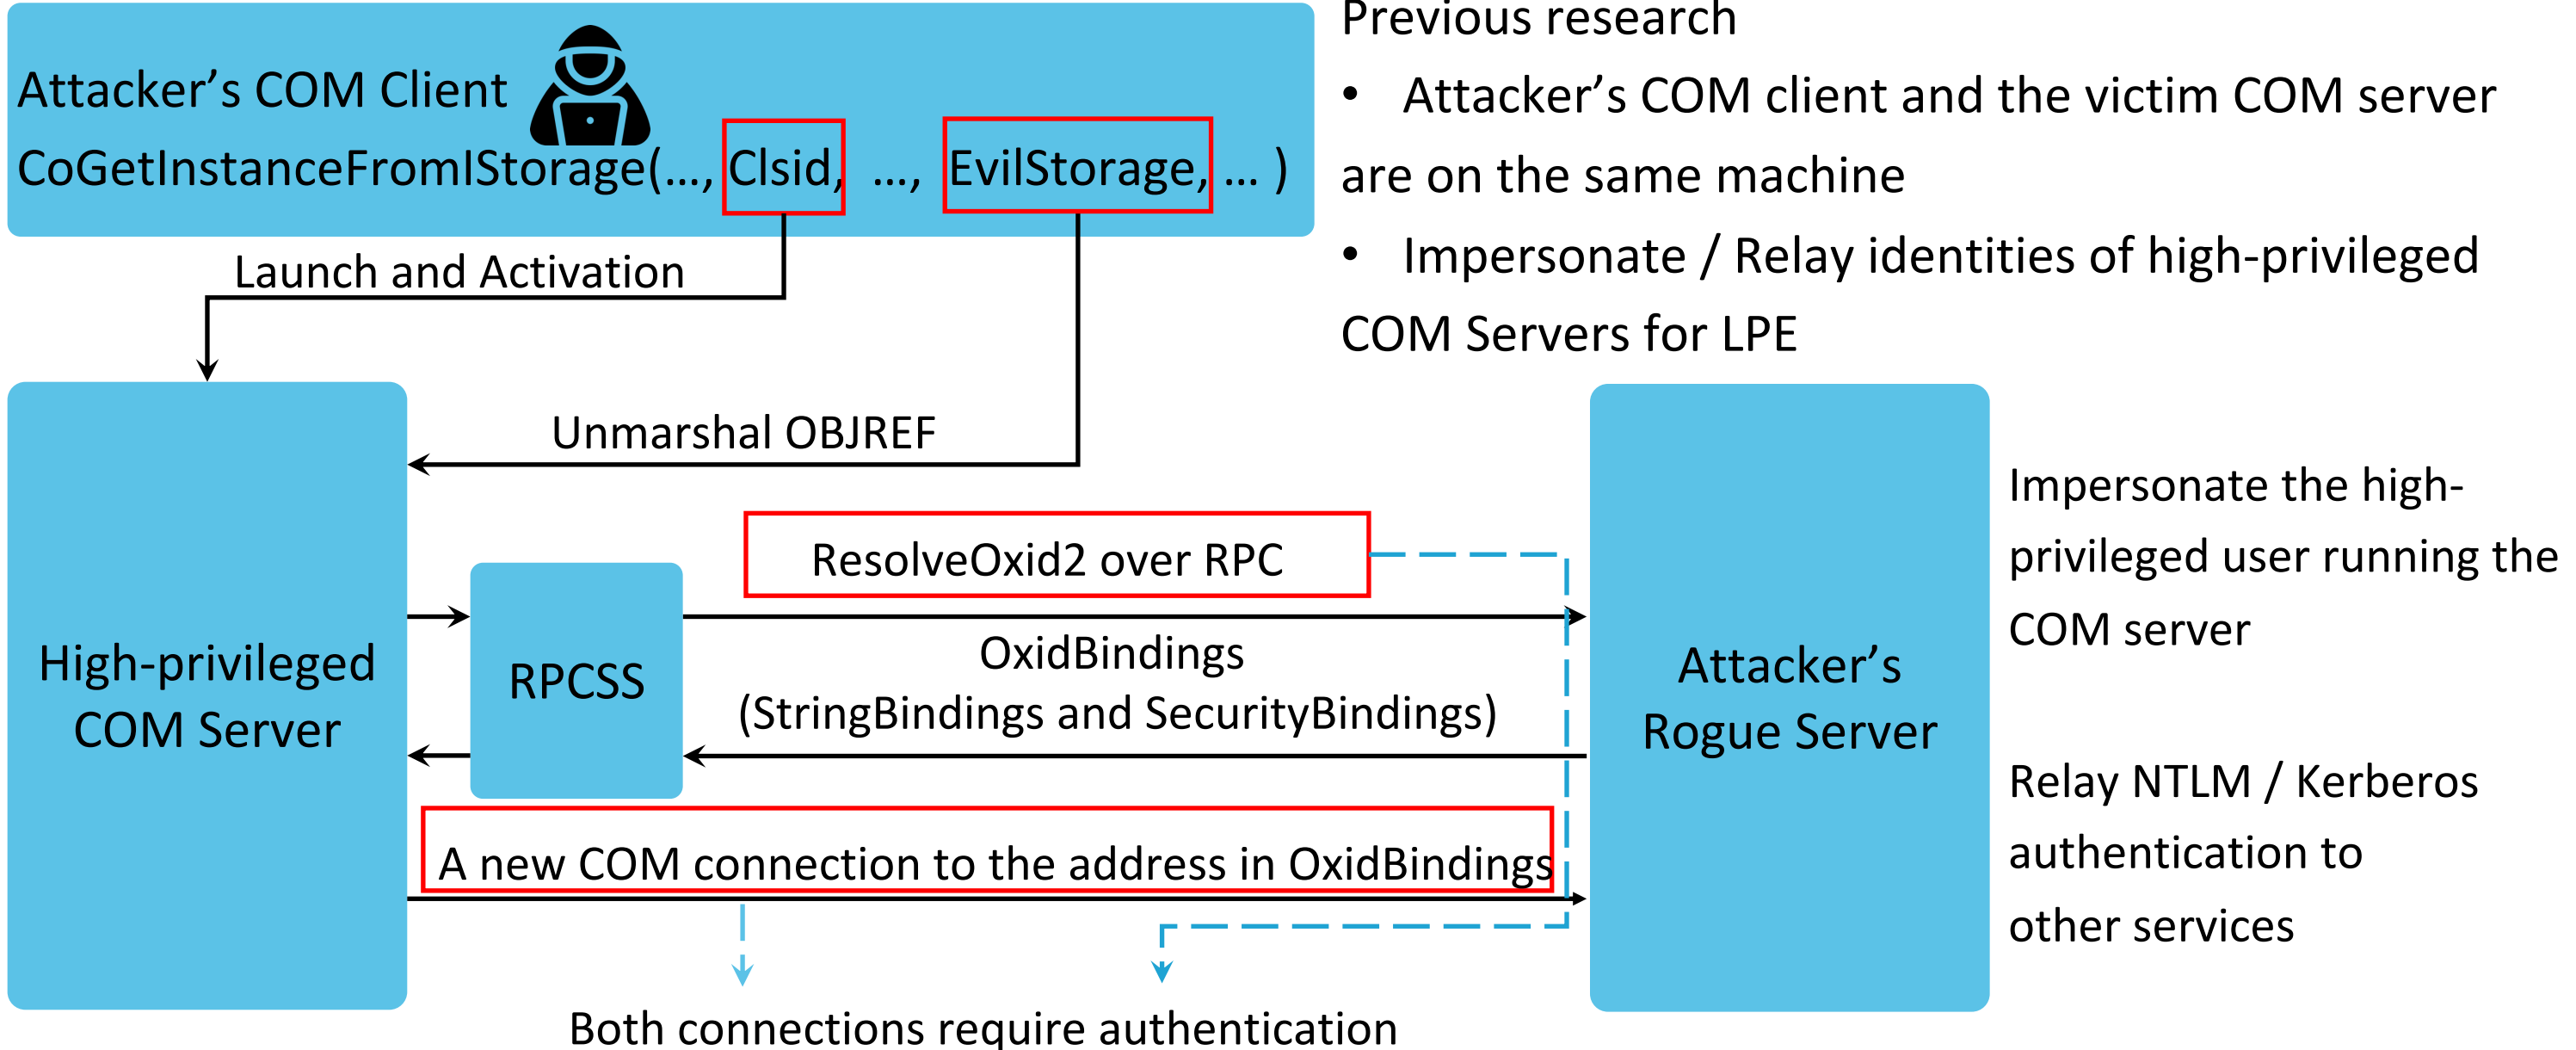 Attacker's COM Client
CoGetInstanceFromIStorage(…, Clsid, …, EvilStorage, … )
Previous research
• Attacker's COM client and the victim COM server
are on the same machine
• Impersonate / Relay identities of high-privileged
COM Servers for LPE
Launch and Activation
Unmarshal OBJREF
High-privileged
COM Server
RPCSS
ResolveOxid2 over RPC
OxidBindings
(StringBindings and SecurityBindings)
A new COM connection to the address in OxidBindings
Both connections require authentication
Attacker's
Rogue Server
Impersonate the high-
privileged user running the
COM server
Relay NTLM / Kerberos
authentication to
other services